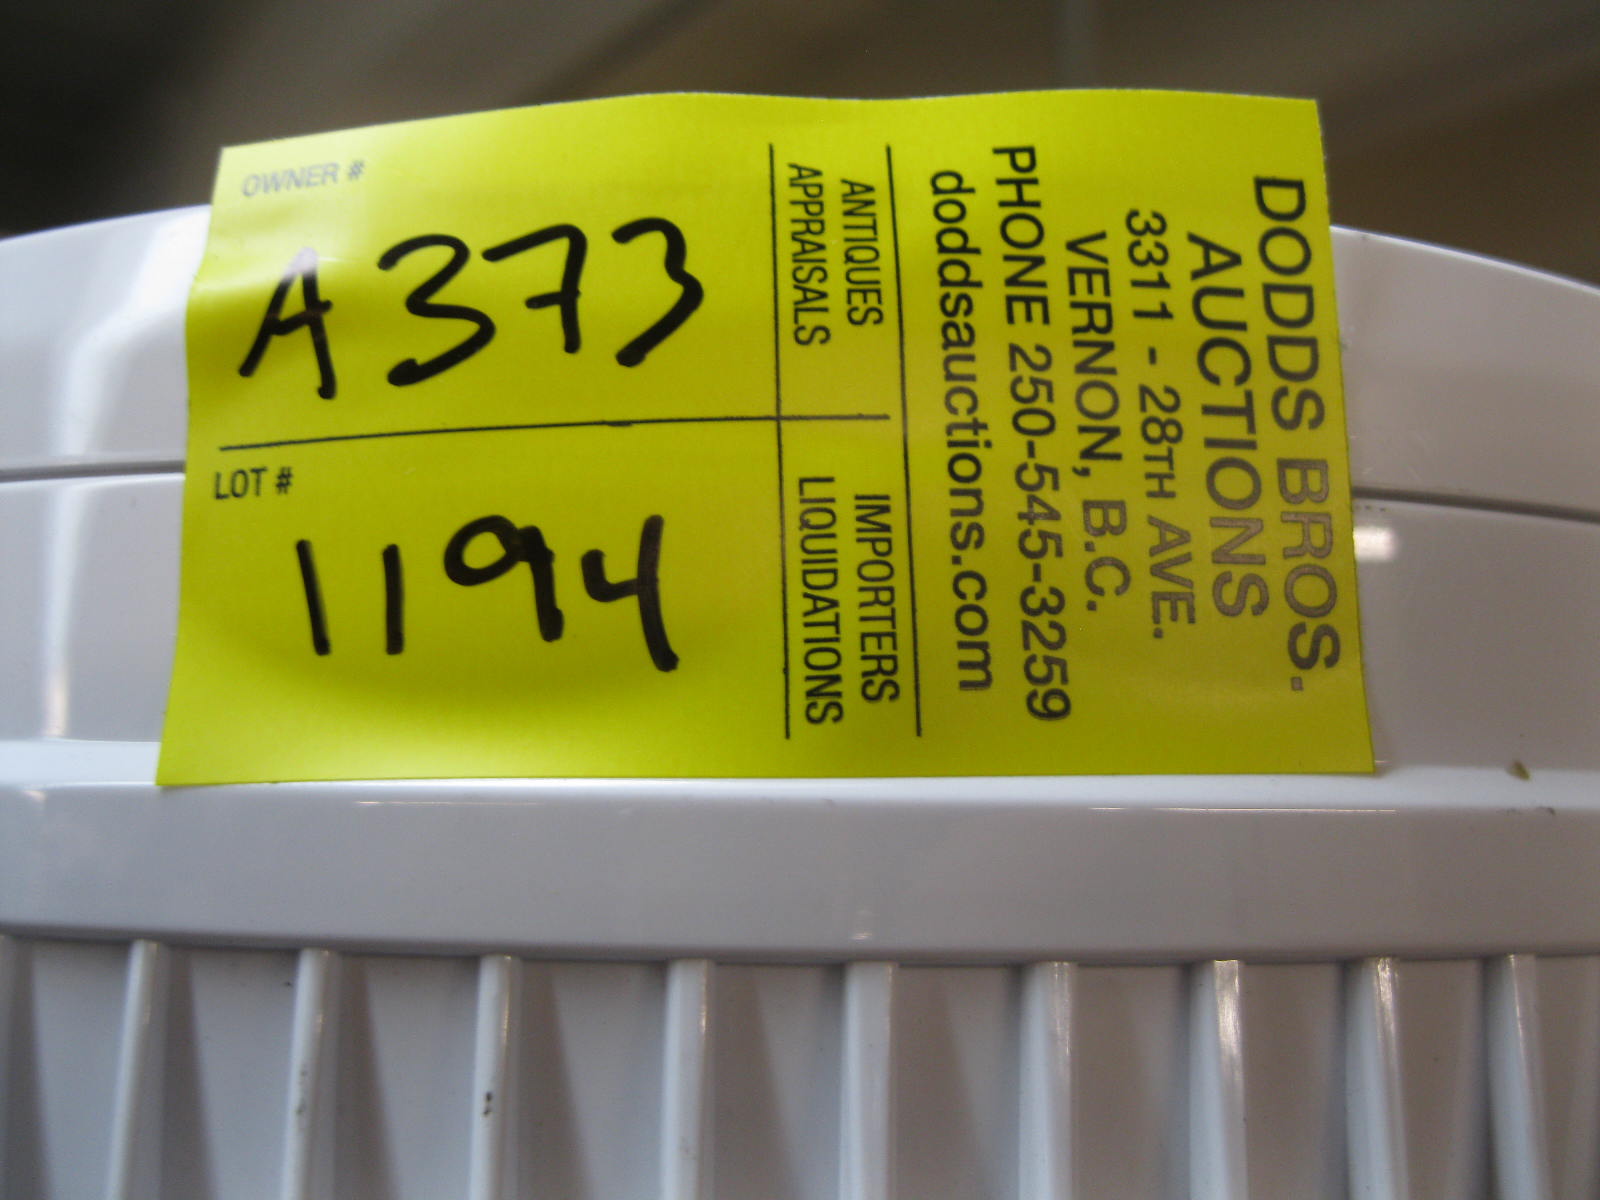 DODDS BROS.
AUCTIONS
3311 - 28TH AVE.
VERNON, B.C.
PHONE 250-545-3259
doddsauctions.com
ANTIQUES IMPORTERS
APPRAISALS LIQUIDATIONS
OWNER #
A373
LOT #
1194